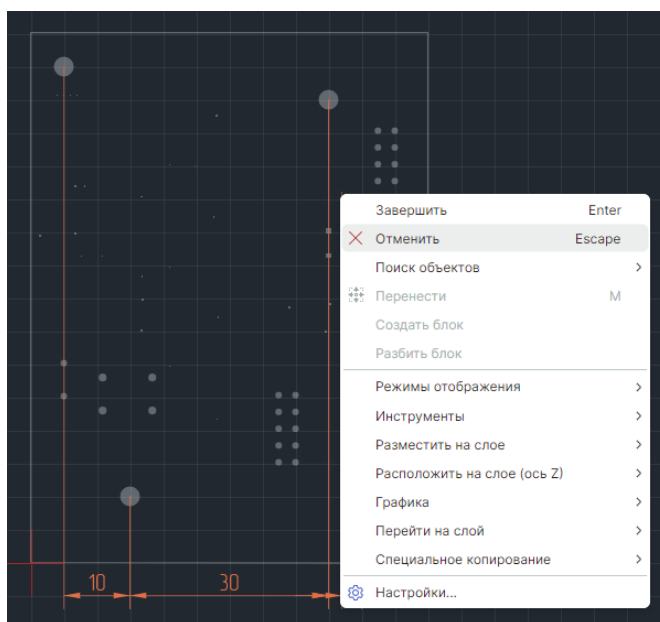 Завершить Enter
Отменить Escape
Поиск объектов
Перенести M
Создать блок
Разбить блок
Режимы отображения
Инструменты
Разместить на слое
Расположить на слое (ось Z)
Графика
Перейти на слой
Специальное копирование
Настройки...
10 30